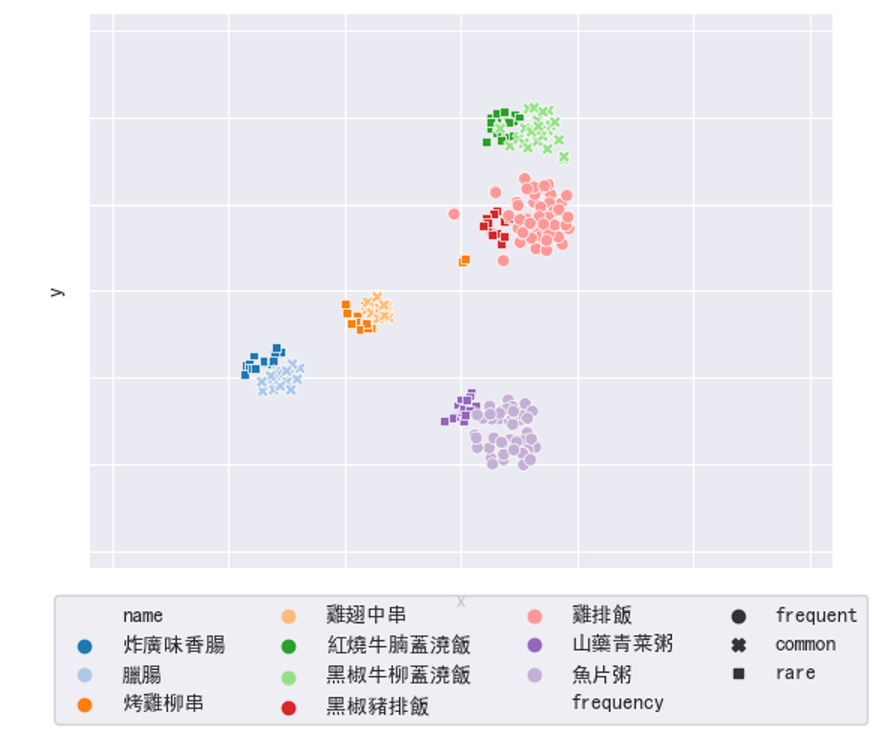 y
x
name
炸廣味香腸
臘腸
烤雞柳串
雞翅中串
紅燒牛腩蓋澆飯
黑椒牛柳蓋澆飯
黑椒豬排飯
雞排飯
山藥青菜粥
魚片粥
frequency
frequent
common
rare